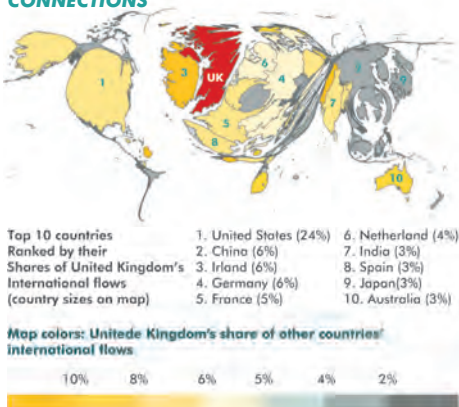 CONNECTIONS
1
3
UK
6
4
5
8
7
9
10
Top 10 countries
Ranked by their
Shares of United Kingdom's
International flows
(country sizes on map)
1. United States (24%)
2. China (6%)
3. Irland (6%)
4. Germany (6%)
5. France (5%)
6. Netherland (4%)
7. India (3%)
8. Spain (3%)
9. Japan(3%)
10. Australia (3%)
Map colors: Unitede Kingdom's share of other countries'
international flows
10% 8% 6% 5% 4% 2%